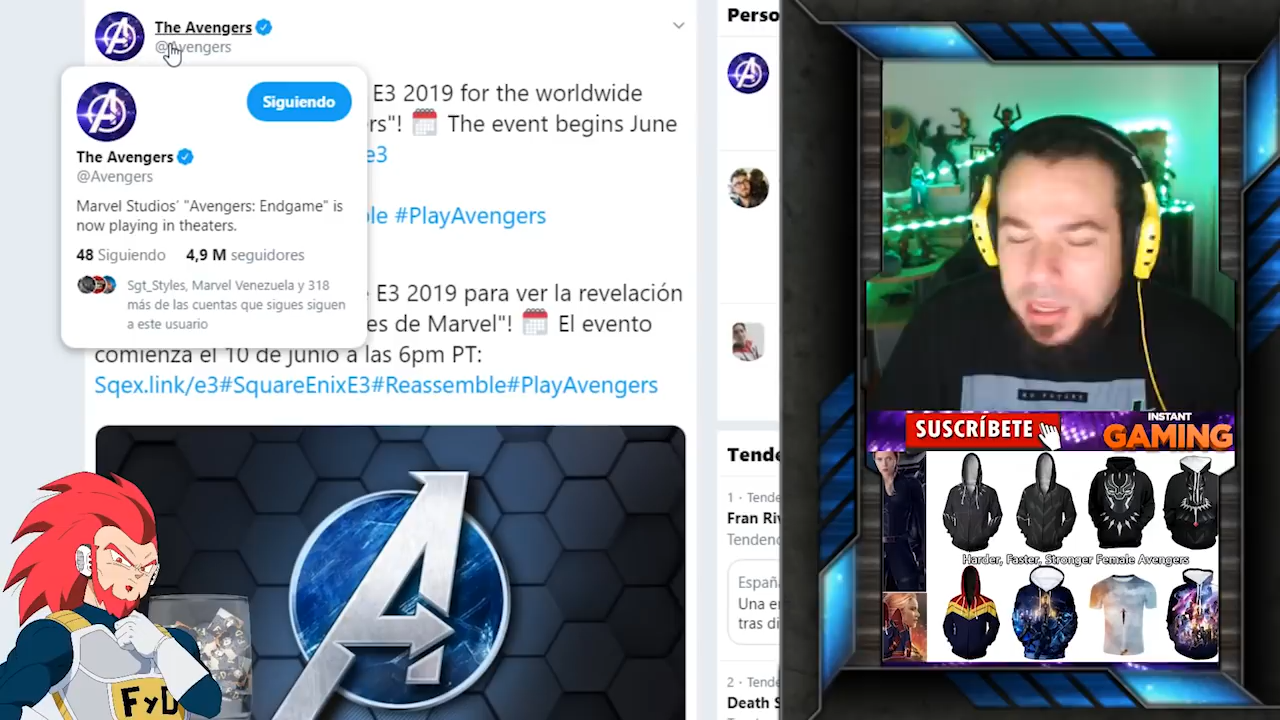 The Avengers
@Avengers
Siguiendo
The Avengers
@Avengers
Marvel Studios' "Avengers: Endgame" is
now playing in theaters.
48 Siguiendo 4,9 M seguidores
Sgt_Styles, Marvel Venezuela y 318
más de las cuentas que sigues siguen
a este usuario
E3 2019 for the worldwide
rs"! The event begins June
e3
le #PlayAvengers
E3 2019 para ver la revelación
es de Marvel"! El evento
comienza el 10 de junio a las 6pm PT:
Sqex.link/e3#SquareEnixE3#Reassemble#PlayAvengers
FyD
Perso
Tende
1 · Tende
Fran Riv
Tendenc
España
Una en
tras di
2 · Tende
Death S
SUSCRÍBETE
INSTANT
GAMING
Harder, Faster, Stronger Female Avengers